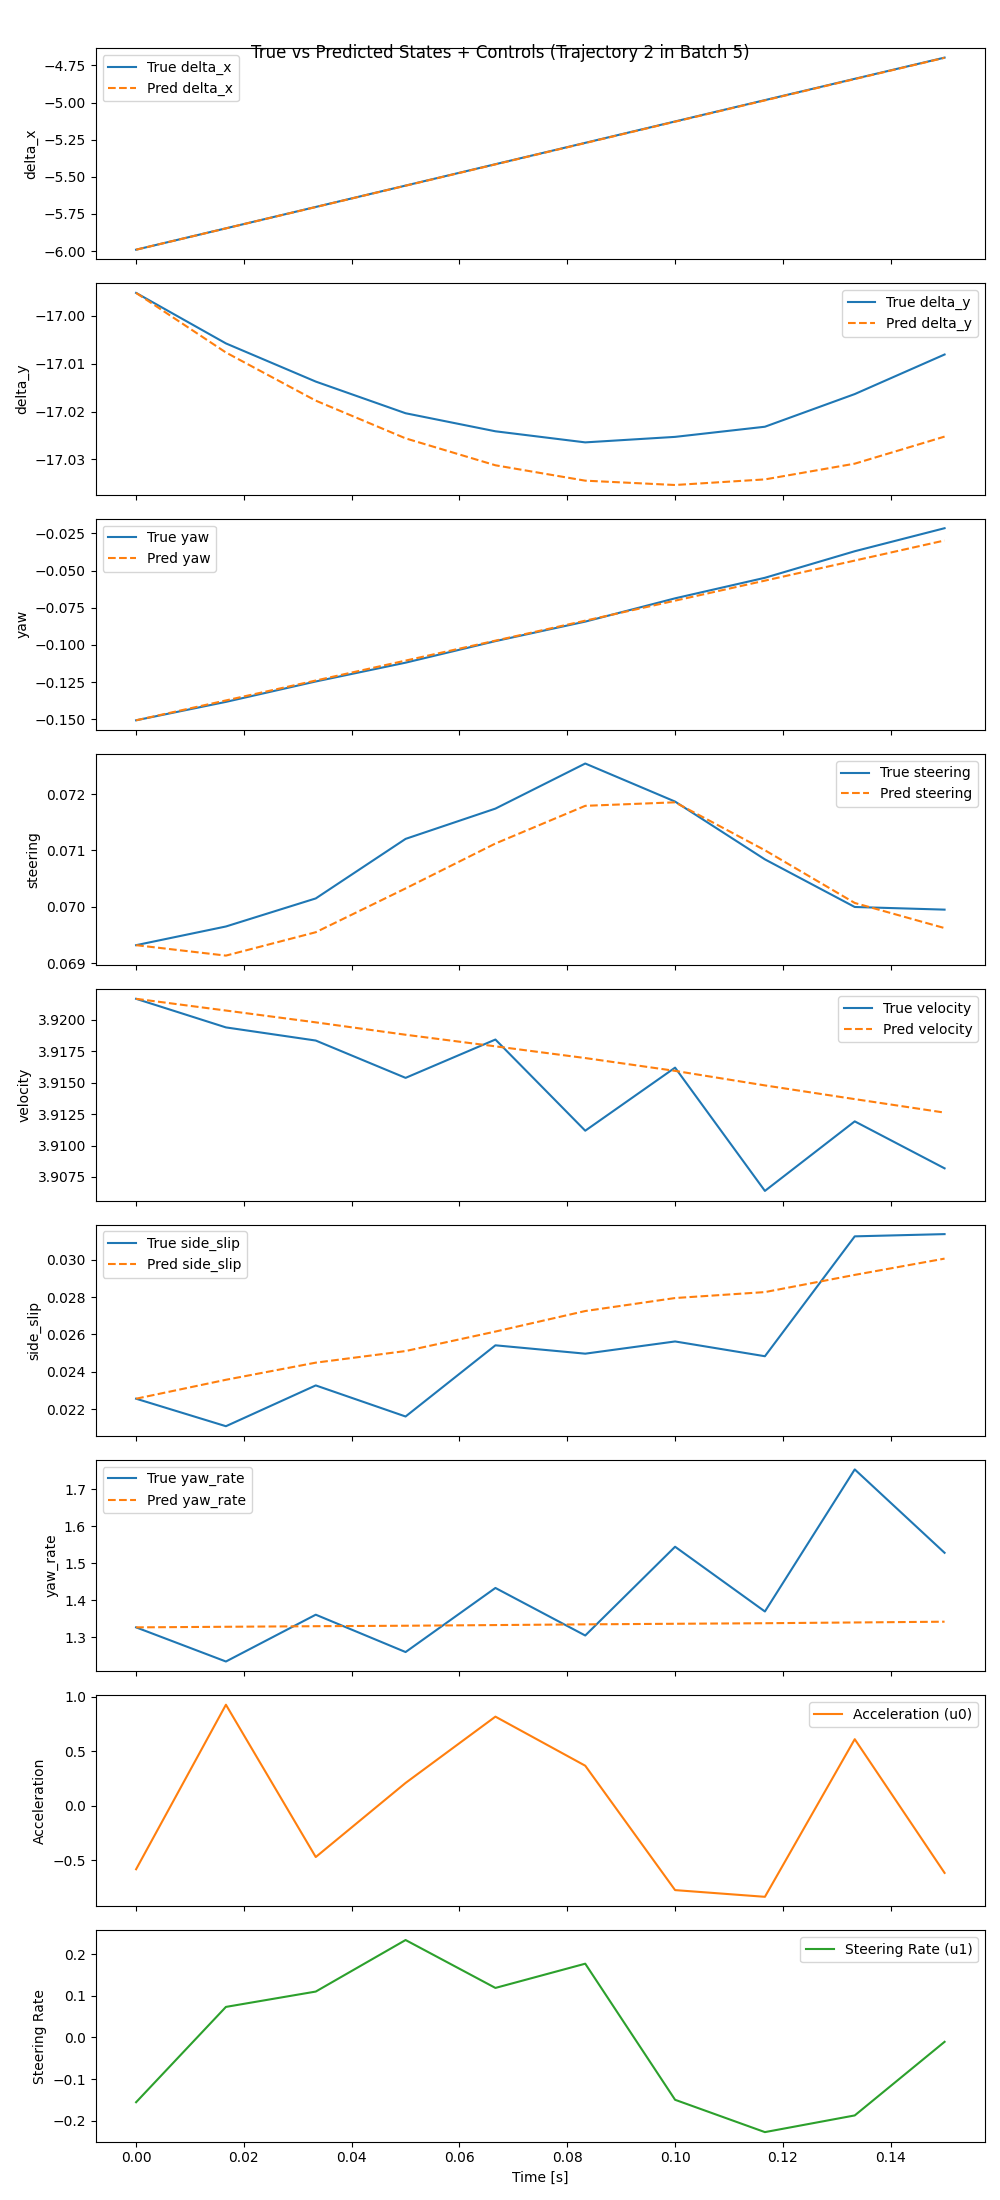 True vs Predicted States + Controls (Trajectory 2 in Batch 5)
True delta_x
Pred delta_x
delta_x
−4.75
−5.00
−5.25
−5.50
−5.75
−6.00
True delta_y
Pred delta_y
delta_y
−17.00
−17.01
−17.02
−17.03
True yaw
Pred yaw
yaw
−0.025
−0.050
−0.075
−0.100
−0.125
−0.150
True steering
Pred steering
steering
0.072
0.071
0.070
0.069
True velocity
Pred velocity
velocity
3.9200
3.9175
3.9150
3.9125
3.9100
3.9075
True side_slip
Pred side_slip
side_slip
0.030
0.028
0.026
0.024
0.022
True yaw_rate
Pred yaw_rate
yaw_rate
1.7
1.6
1.5
1.4
1.3
Acceleration (u0)
Acceleration
1.0
0.5
0.0
−0.5
Steering Rate (u1)
Steering Rate
0.2
0.1
0.0
−0.1
−0.2
0.00 0.02 0.04 0.06 0.08 0.10 0.12 0.14
Time [s]